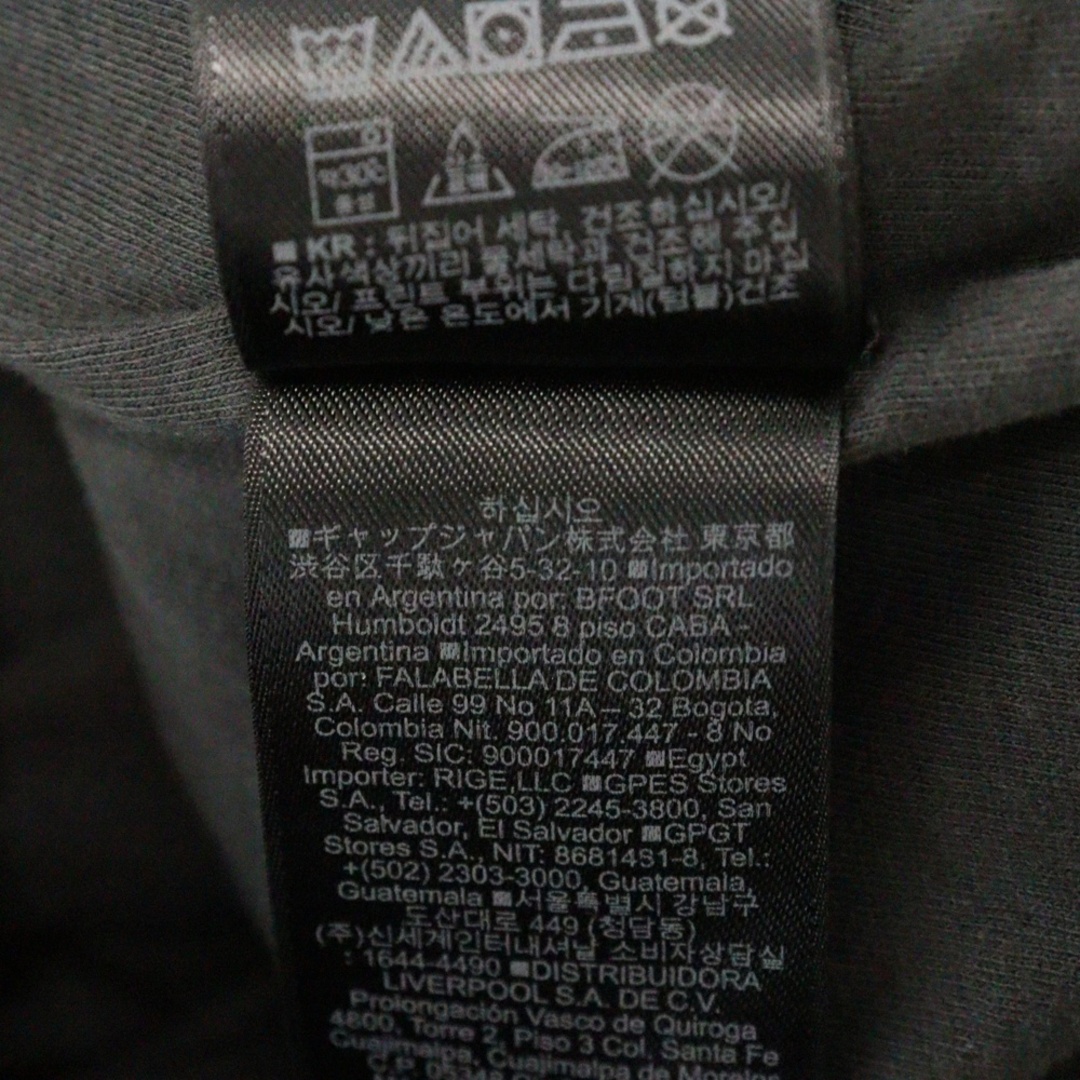 약30℃
중성
KR : 뒤집어 세탁, 건조하십시오/
유사색상끼리 물세탁과 건조해 주십
시오/ 프린트 부위는 다림질하지 마십
시오/ 낮은 온도에서 기계(텀블)건조
하십시오
ギャップジャパン株式会社 東京都
渋谷区千駄ヶ谷5-32-10 Importado
en Argentina por: BFOOT SRL
Humboldt 2495 8 piso CABA -
Argentina Importado en Colombia
por: FALABELLA DE COLOMBIA
S.A. Calle 99 No 11A– 32 Bogota,
Colombia Nit. 900.017.447 - 8 No
Reg. SIC: 900017447 Egypt
Importer: RIGE,LLC GPES Stores
S.A., Tel.: +(503) 2245-3800, San
Salvador, El Salvador GPGT
Stores S.A., NIT: 8681481-8, Tel.:
+(502) 2303-3000, Guatemala,
Guatemala 서울특별시 강남구
도산대로 449 (청담동)
(주)신세계인터내셔날 소비자상담실
: 1644-4490 DISTRIBUIDORA
LIVERPOOL S.A. DE C.V.
Prolongación Vasco de Quiroga
4800, Torre 2, Piso 3 Col. Santa Fe
Cuajimalpa, Cuajimalpa de Morelos
C.P. 05348